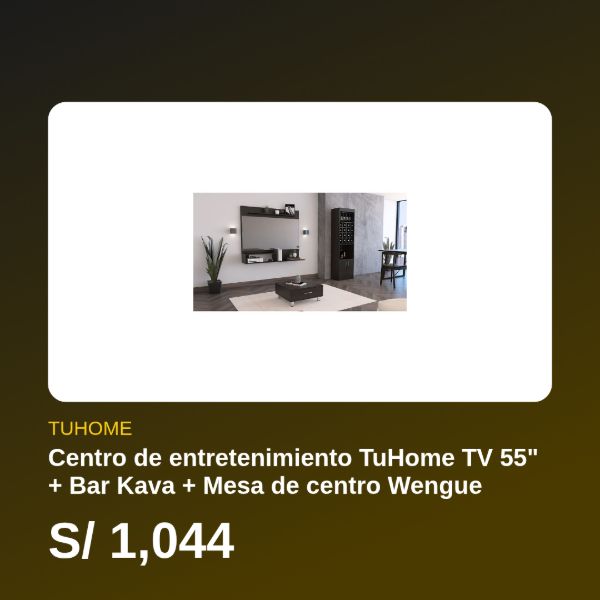 TUHOME
Centro de entretenimiento TuHome TV 55"
+ Bar Kava + Mesa de centro Wengue
S/ 1,044